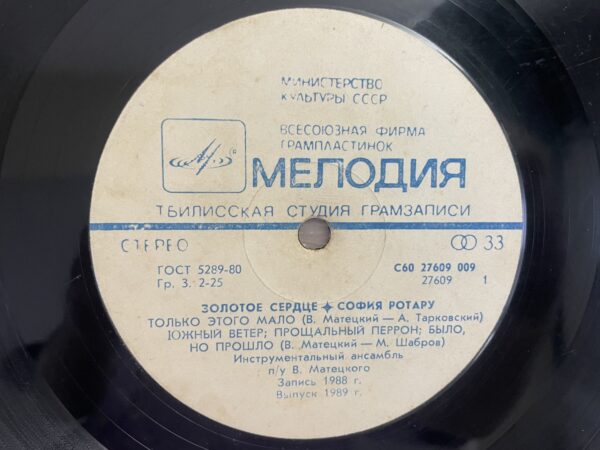 МИНИСТЕРСТВО
КУЛЬТУРЫ СССР
ВСЕСОЮЗНАЯ ФИРМА
ГРАМПЛАСТИНОК
МЕЛОДИЯ
ТБИЛИССКАЯ СТУДИЯ ГРАМЗАПИСИ
СТЕРЕО 33
ГОСТ 5289-80 С60 27609 009
Гр. 3. 2-25 27609 1
ЗОЛОТОЕ СЕРДЦЕ ✦ СОФИЯ РОТАРУ
ТОЛЬКО ЭТОГО МАЛО (В. Матецкий — А. Тарковский)
ЮЖНЫЙ ВЕТЕР; ПРОЩАЛЬНЫЙ ПЕРРОН; БЫЛО,
НО ПРОШЛО (В. Матецкий — М. Шабров)
Инструментальный ансамбль
п/у В. Матецкого
Запись 1988 г.
Выпуск 1989 г.